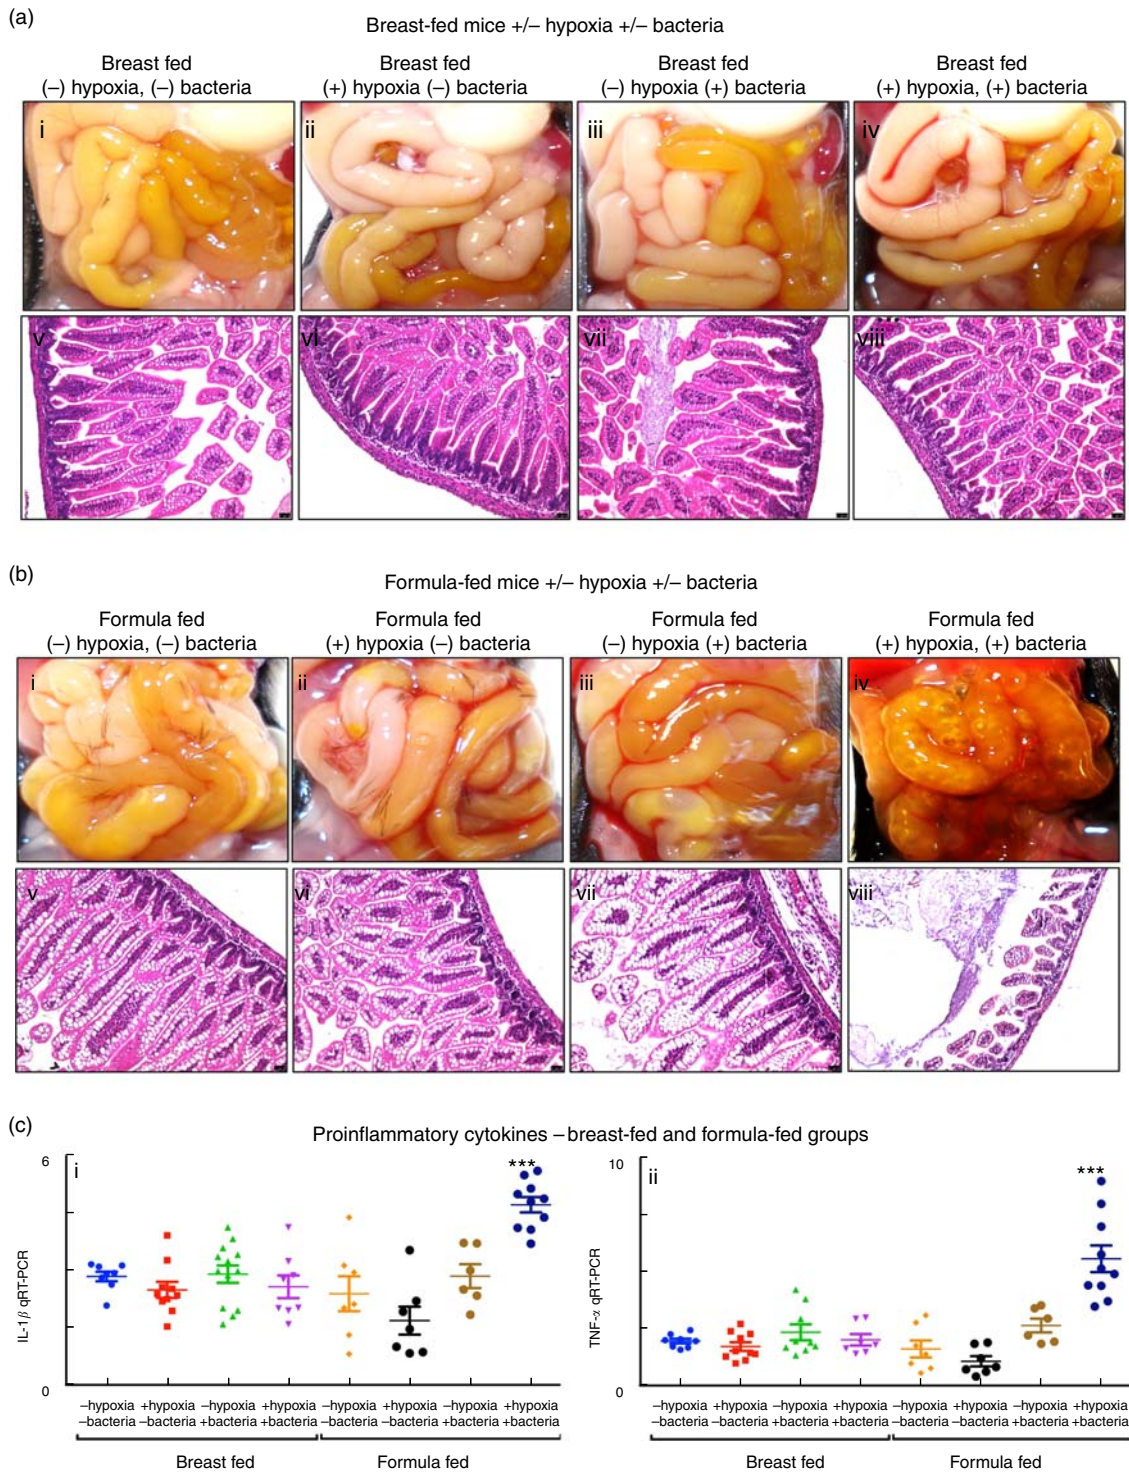 (a)
Breast-fed mice +/– hypoxia +/– bacteria
Breast fed
(–) hypoxia, (–) bacteria
Breast fed
(+) hypoxia (–) bacteria
Breast fed
(–) hypoxia (+) bacteria
Breast fed
(+) hypoxia, (+) bacteria
i
ii
iii
iv
v
vi
vii
viii
(b)
Formula-fed mice +/– hypoxia +/– bacteria
Formula fed
(–) hypoxia, (–) bacteria
Formula fed
(+) hypoxia (–) bacteria
Formula fed
(–) hypoxia (+) bacteria
Formula fed
(+) hypoxia, (+) bacteria
i
ii
iii
iv
v
vi
vii
viii
(c)
Proinflammatory cytokines – breast-fed and formula-fed groups
6
i
***
IL-1β qRT-PCR
0
–hypoxia +hypoxia –hypoxia +hypoxia –hypoxia +hypoxia –hypoxia +hypoxia
–bacteria –bacteria +bacteria +bacteria –bacteria –bacteria +bacteria +bacteria
Breast fed
Formula fed
10
ii
***
TNF-α qRT-PCR
0
–hypoxia +hypoxia –hypoxia +hypoxia –hypoxia +hypoxia –hypoxia +hypoxia
–bacteria –bacteria +bacteria +bacteria –bacteria –bacteria +bacteria +bacteria
Breast fed
Formula fed